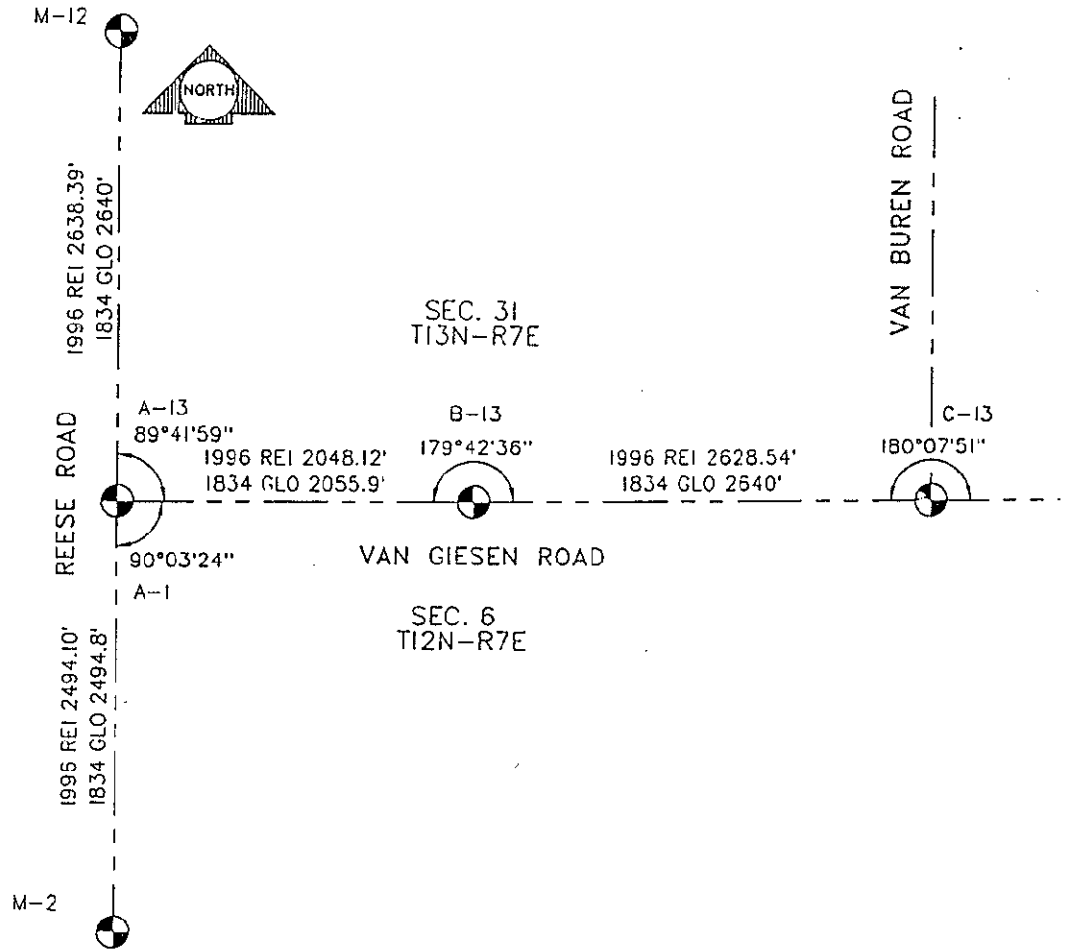 M-12
NORTH
1996 REI 2638.39'
1834 GLO 2640'
VAN BUREN ROAD
SEC. 31
T13N-R7E
A-13
89°41'59"
B-13
179°42'36"
C-13
180°07'51"
1996 REI 2048.12'
1834 GLO 2055.9'
1996 REI 2628.54'
1834 GLO 2640'
REESE ROAD
90°03'24"
A-1
VAN GIESEN ROAD
SEC. 6
T12N-R7E
1996 REI 2494.10'
1834 GLO 2494.8'
M-2